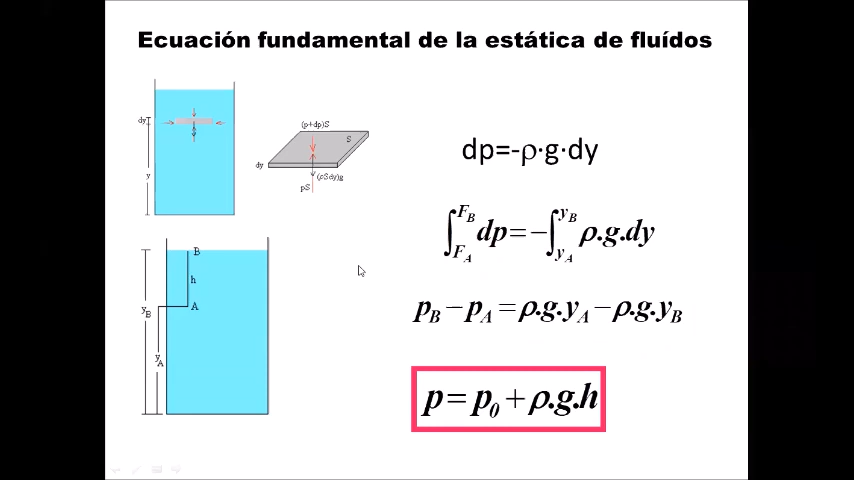 Ecuación fundamental de la estática de fluídos
dy
y
(p+dp)S
S
dy
(ρSdy)g
pS
dp=-ρ·g·dy
∫_{F_A}^{F_B} dp = -∫_{y_A}^{y_B} ρ.g.dy
B
h
A
y_B
y_A
p_B - p_A = ρ.g.y_A - ρ.g.y_B
p = p_0 + ρ.g.h